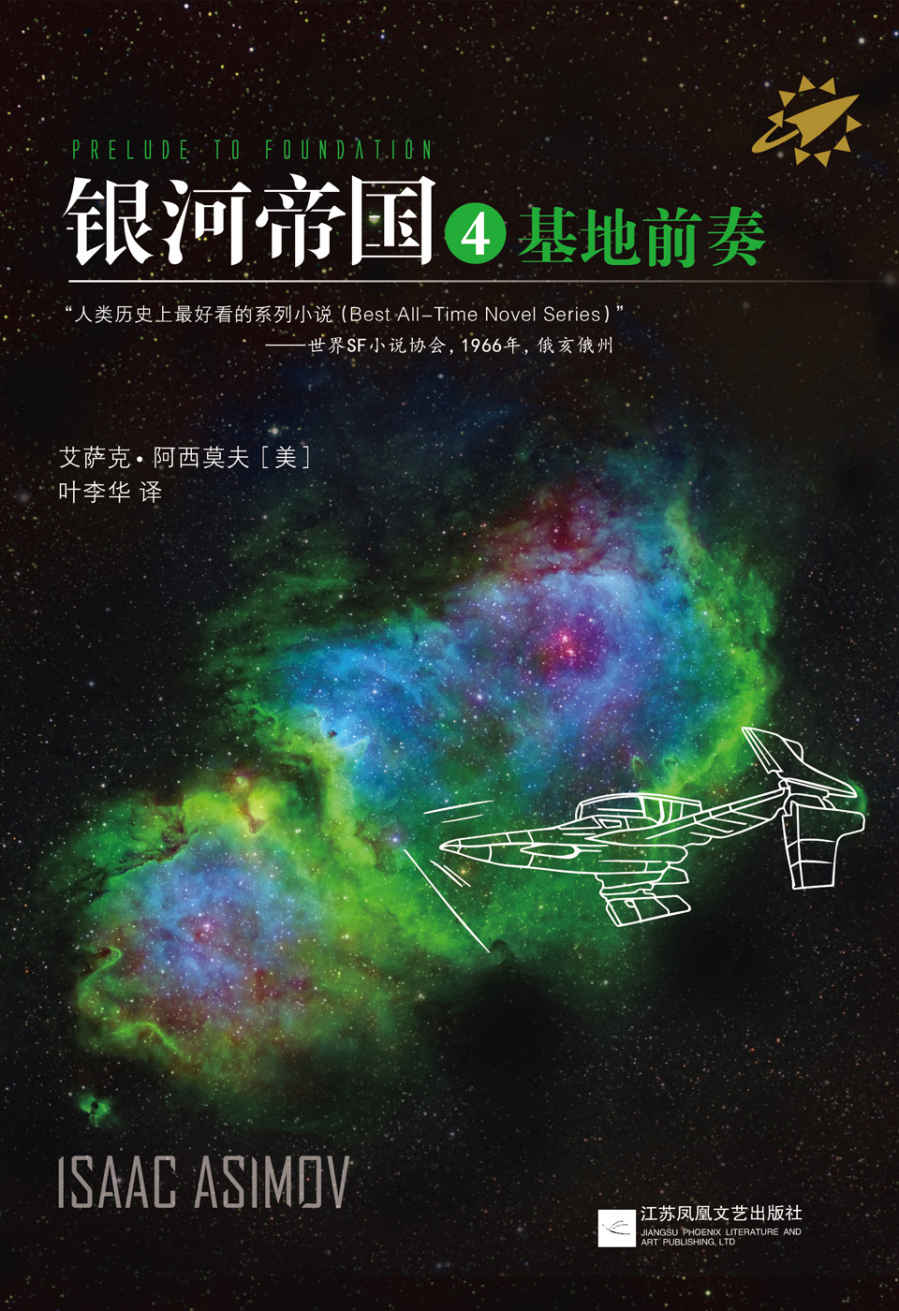 PRELUDE TO FOUNDATION
银河帝国4基地前奏
“人类历史上最好看的系列小说（Best All-Time Novel Series）”
——世界SF小说协会，1966年，俄亥俄州
艾萨克·阿西莫夫［美］
叶李华 译
ISAAC ASIMOV
江苏凤凰文艺出版社
JIANGSU PHOENIX LITERATURE AND
ART PUBLISHING, LTD